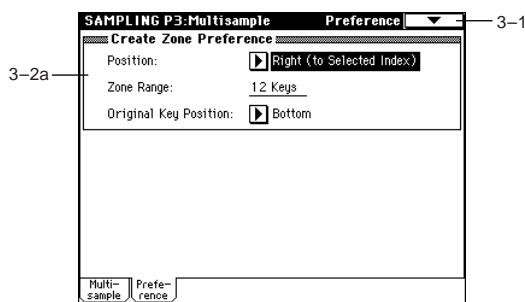 SAMPLING P3:Multisample Preference
3–1
Create Zone Preference
3–2a
Position: Right (to Selected Index)
Zone Range: 12 Keys
Original Key Position: Bottom
Multi-
sample
Prefe-
rence